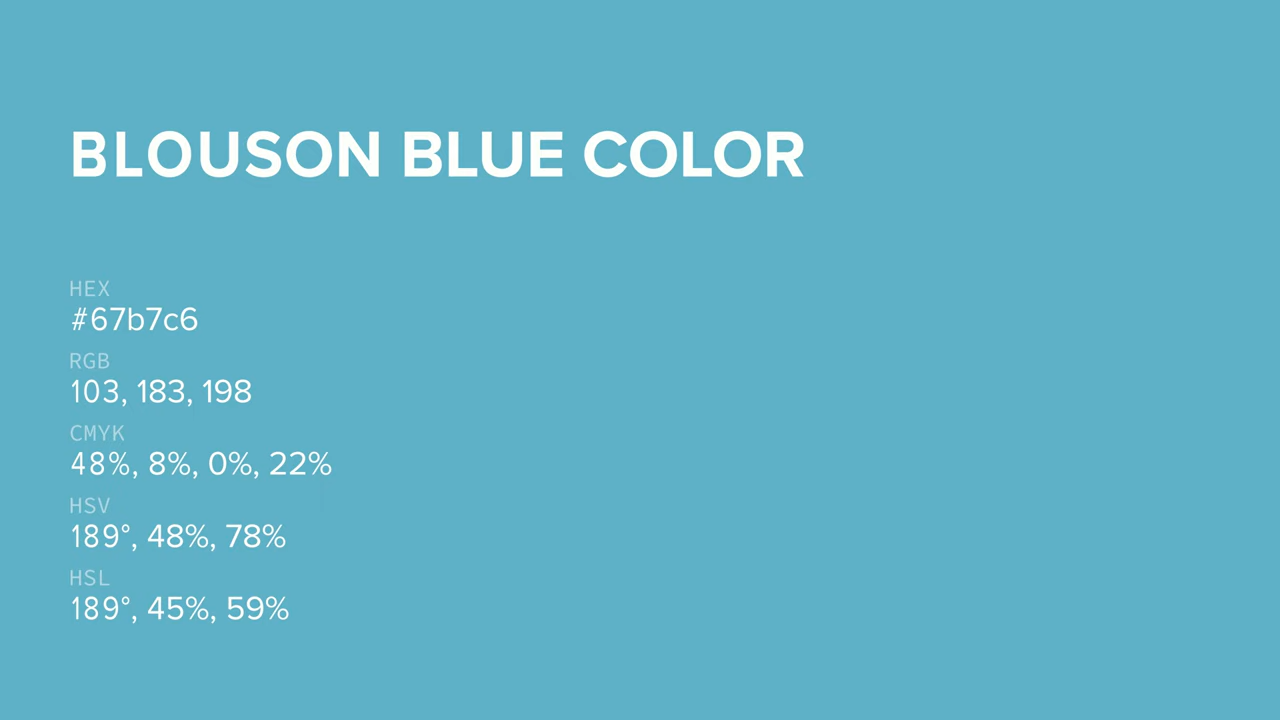 BLOUSON BLUE COLOR
HEX
#67b7c6
RGB
103, 183, 198
CMYK
48%, 8%, 0%, 22%
HSV
189°, 48%, 78%
HSL
189°, 45%, 59%